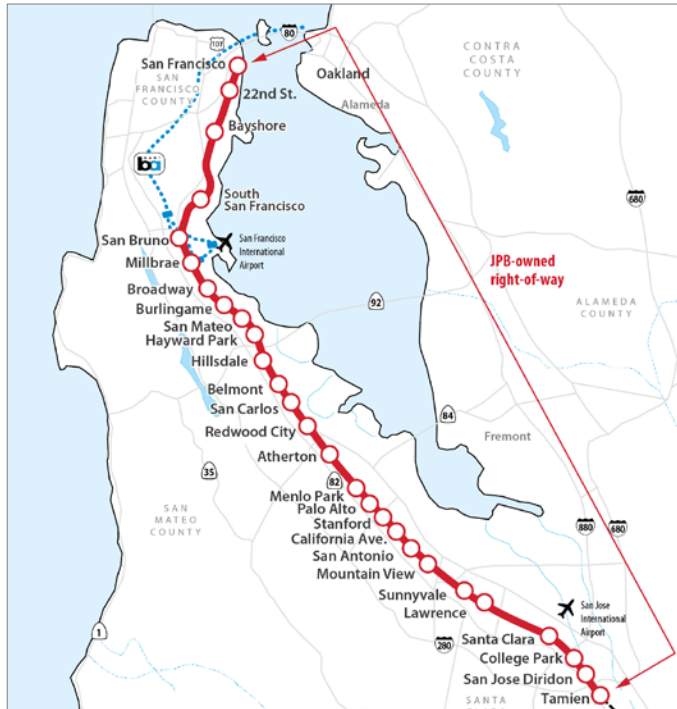 80
101
San Francisco
SAN
FRANCISCO
COUNTY
22nd St.
Bayshore
ba
South
San Francisco
San Bruno
San Francisco
International
Airport
Millbrae
Broadway
Burlingame
San Mateo
Hayward Park
Hillsdale
Belmont
San Carlos
Redwood City
Atherton
Menlo Park
Palo Alto
Stanford
California Ave.
San Antonio
Mountain View
Sunnyvale
Lawrence
Santa Clara
College Park
San Jose Diridon
Tamien
CONTRA
COSTA
COUNTY
Oakland
Alameda
680
JPB-owned
right-of-way
92
ALAMEDA
COUNTY
84
Fremont
35
82
SAN
MATEO
COUNTY
880
680
San Jose
International
Airport
1
280
SANTA